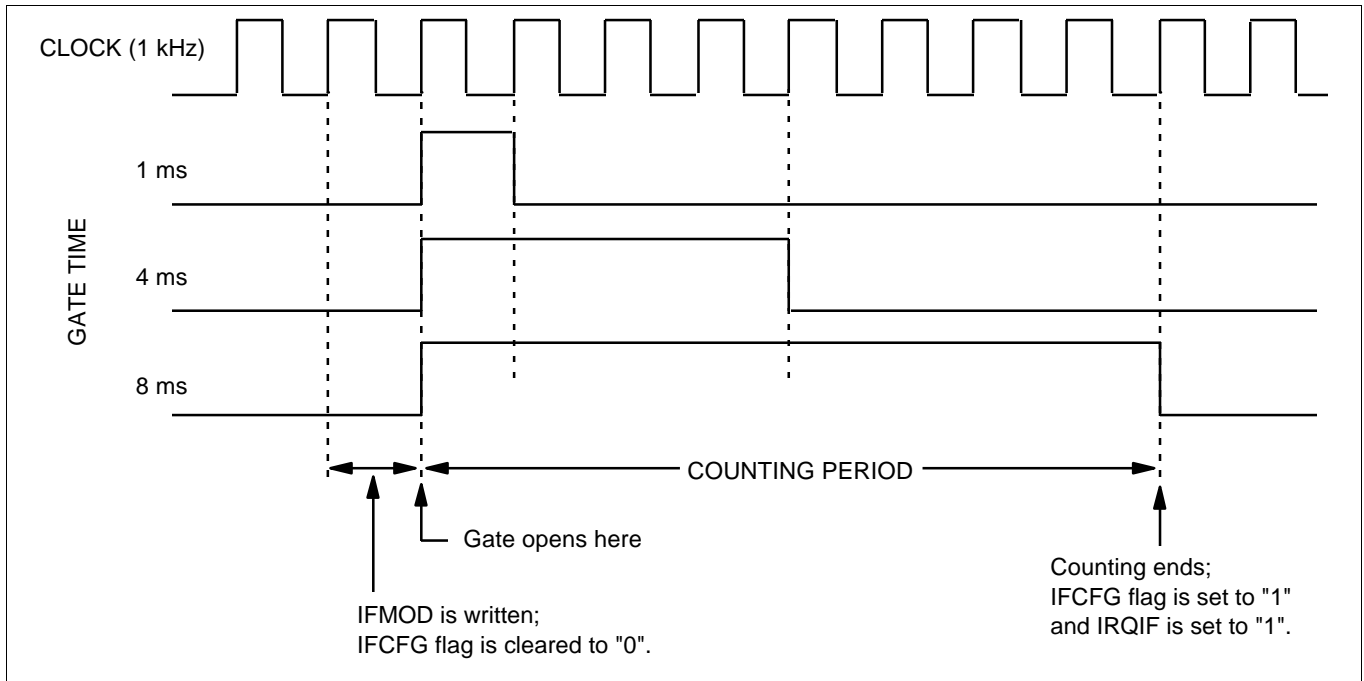 CLOCK (1 kHz)
1 ms
GATE TIME
4 ms
8 ms
COUNTING PERIOD
Gate opens here
IFMOD is written;
IFCFG flag is cleared to "0".
Counting ends;
IFCFG flag is set to "1"
and IRQIF is set to "1".